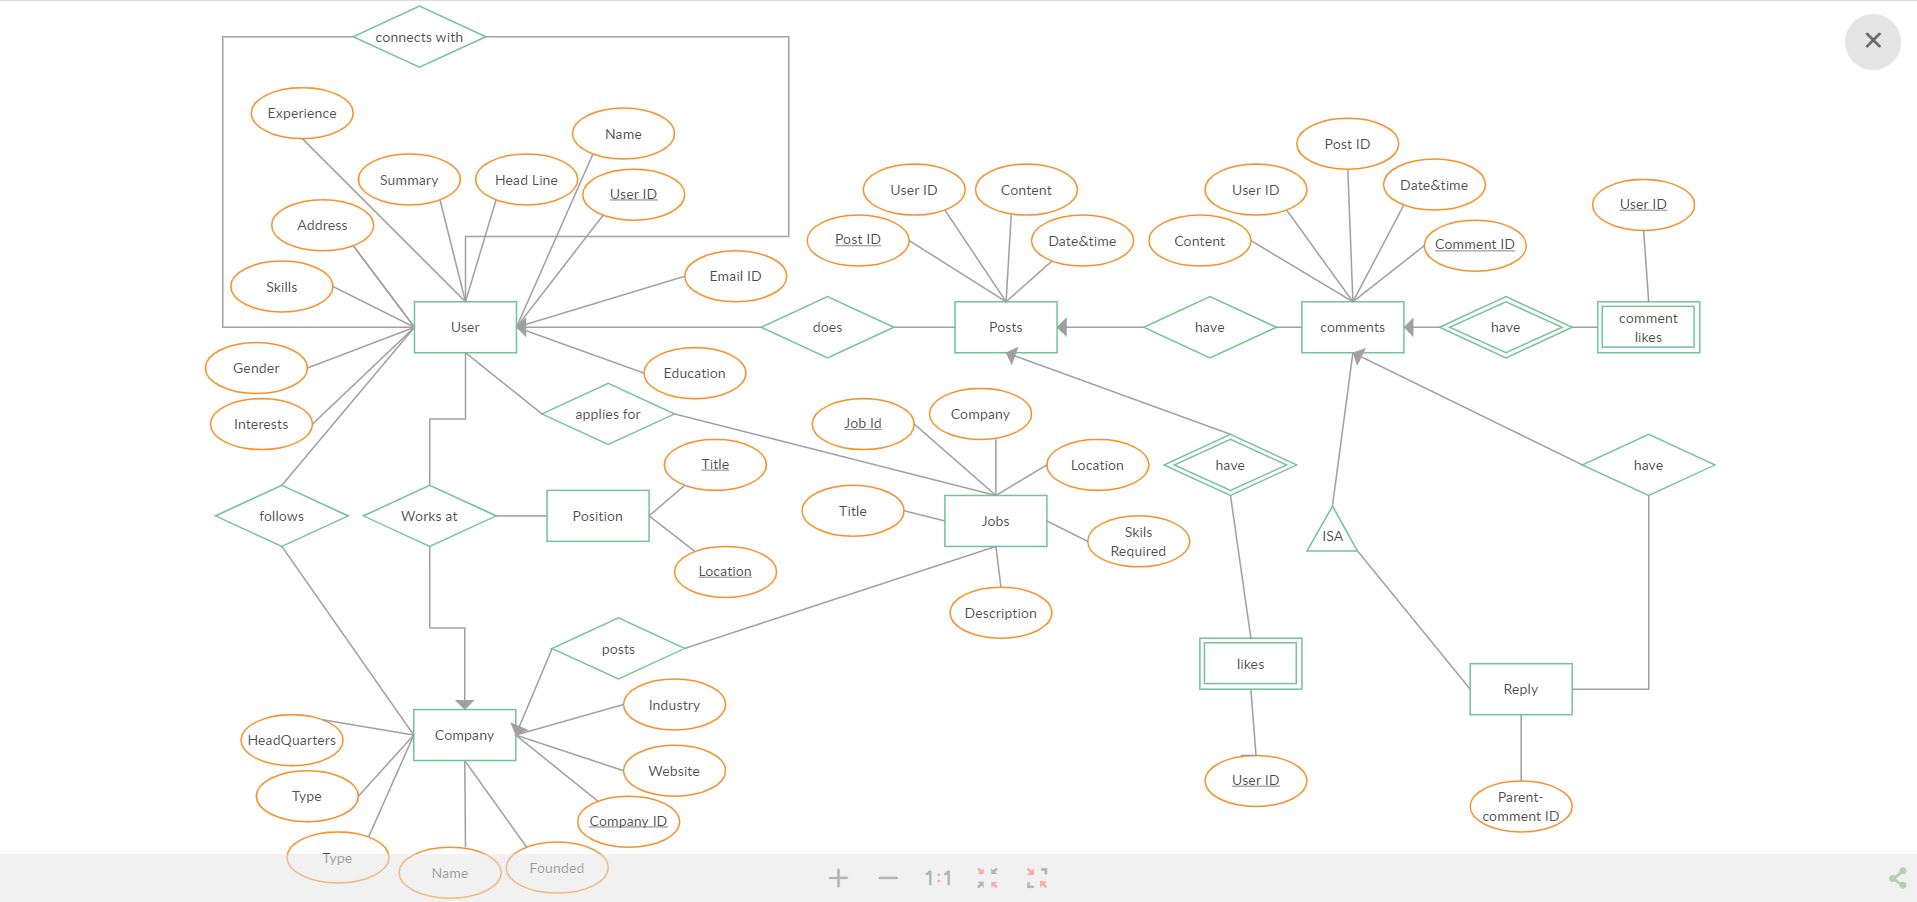 connects with
Experience
Name
Post ID
Summary
Head Line
User ID
User ID
Content
User ID
Date&time
User ID
Address
Post ID
Date&time
Content
Comment ID
Skills
Email ID
User
does
Posts
have
comments
have
comment
likes
Gender
Education
Interests
applies for
Job Id
Company
Title
Location
have
have
follows
Works at
Position
Title
Jobs
Skils
Required
ISA
Location
Description
posts
likes
Reply
Industry
HeadQuarters
Company
Website
User ID
Type
Company ID
Parent-
comment ID
Type
Name
Founded
1:1